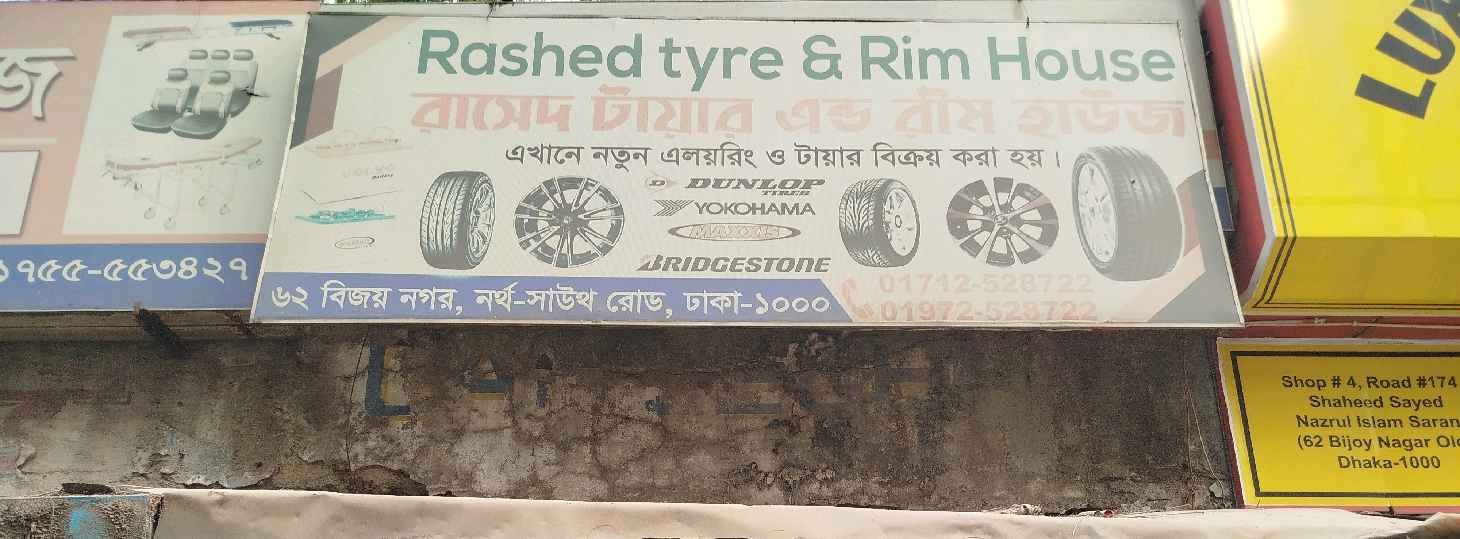 Rashed tyre & Rim House
রাসেদ টায়ার এন্ড রীম হাউজ
এখানে নতুন এলয়রিং ও টায়ার বিক্রয় করা হয়।
DUNLOP
TIRES
YOKOHAMA
MAXXIS
BRIDGESTONE
01712-528722
01972-528722
৬২ বিজয় নগর, নর্থ-সাউথ রোড, ঢাকা-১০০০
১৭৫৫-৫৫৩৪২৭
LUX
Shop # 4, Road #174
Shaheed Sayed
Nazrul Islam Saran
(62 Bijoy Nagar Ol
Dhaka-1000